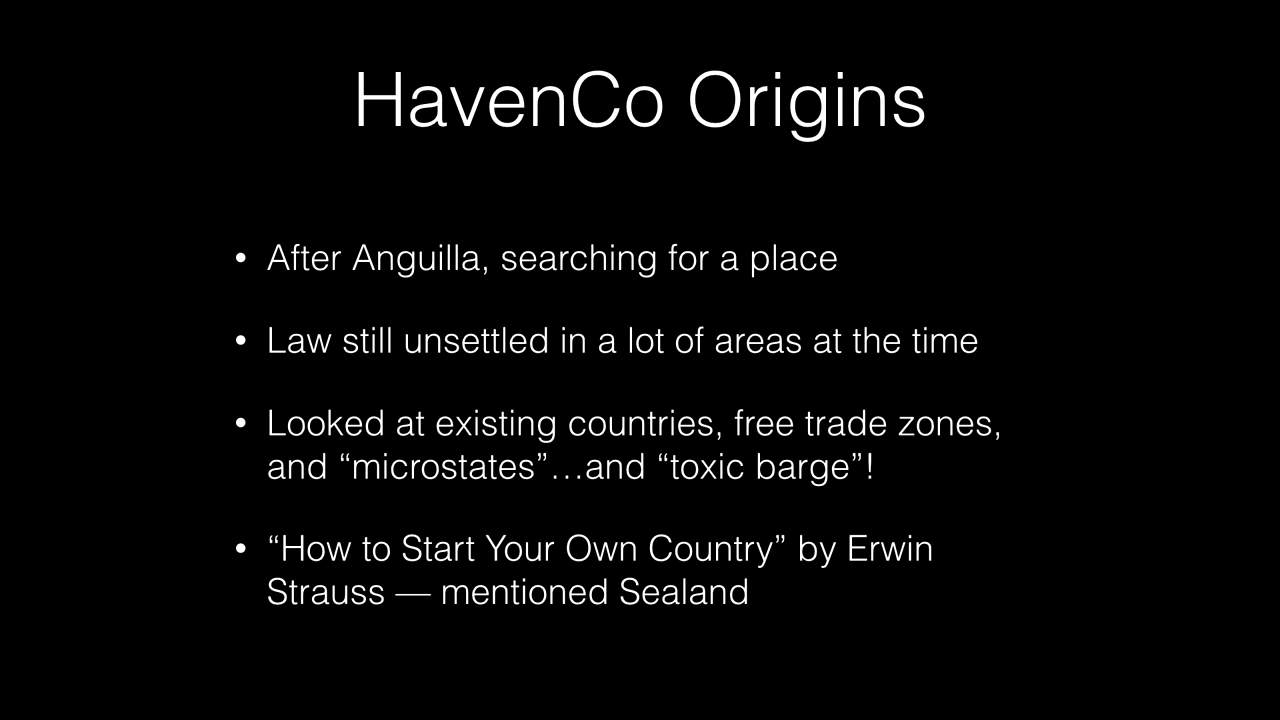 HavenCo Origins
• After Anguilla, searching for a place
• Law still unsettled in a lot of areas at the time
• Looked at existing countries, free trade zones,
and “microstates”…and “toxic barge”!
• “How to Start Your Own Country” by Erwin
Strauss — mentioned Sealand